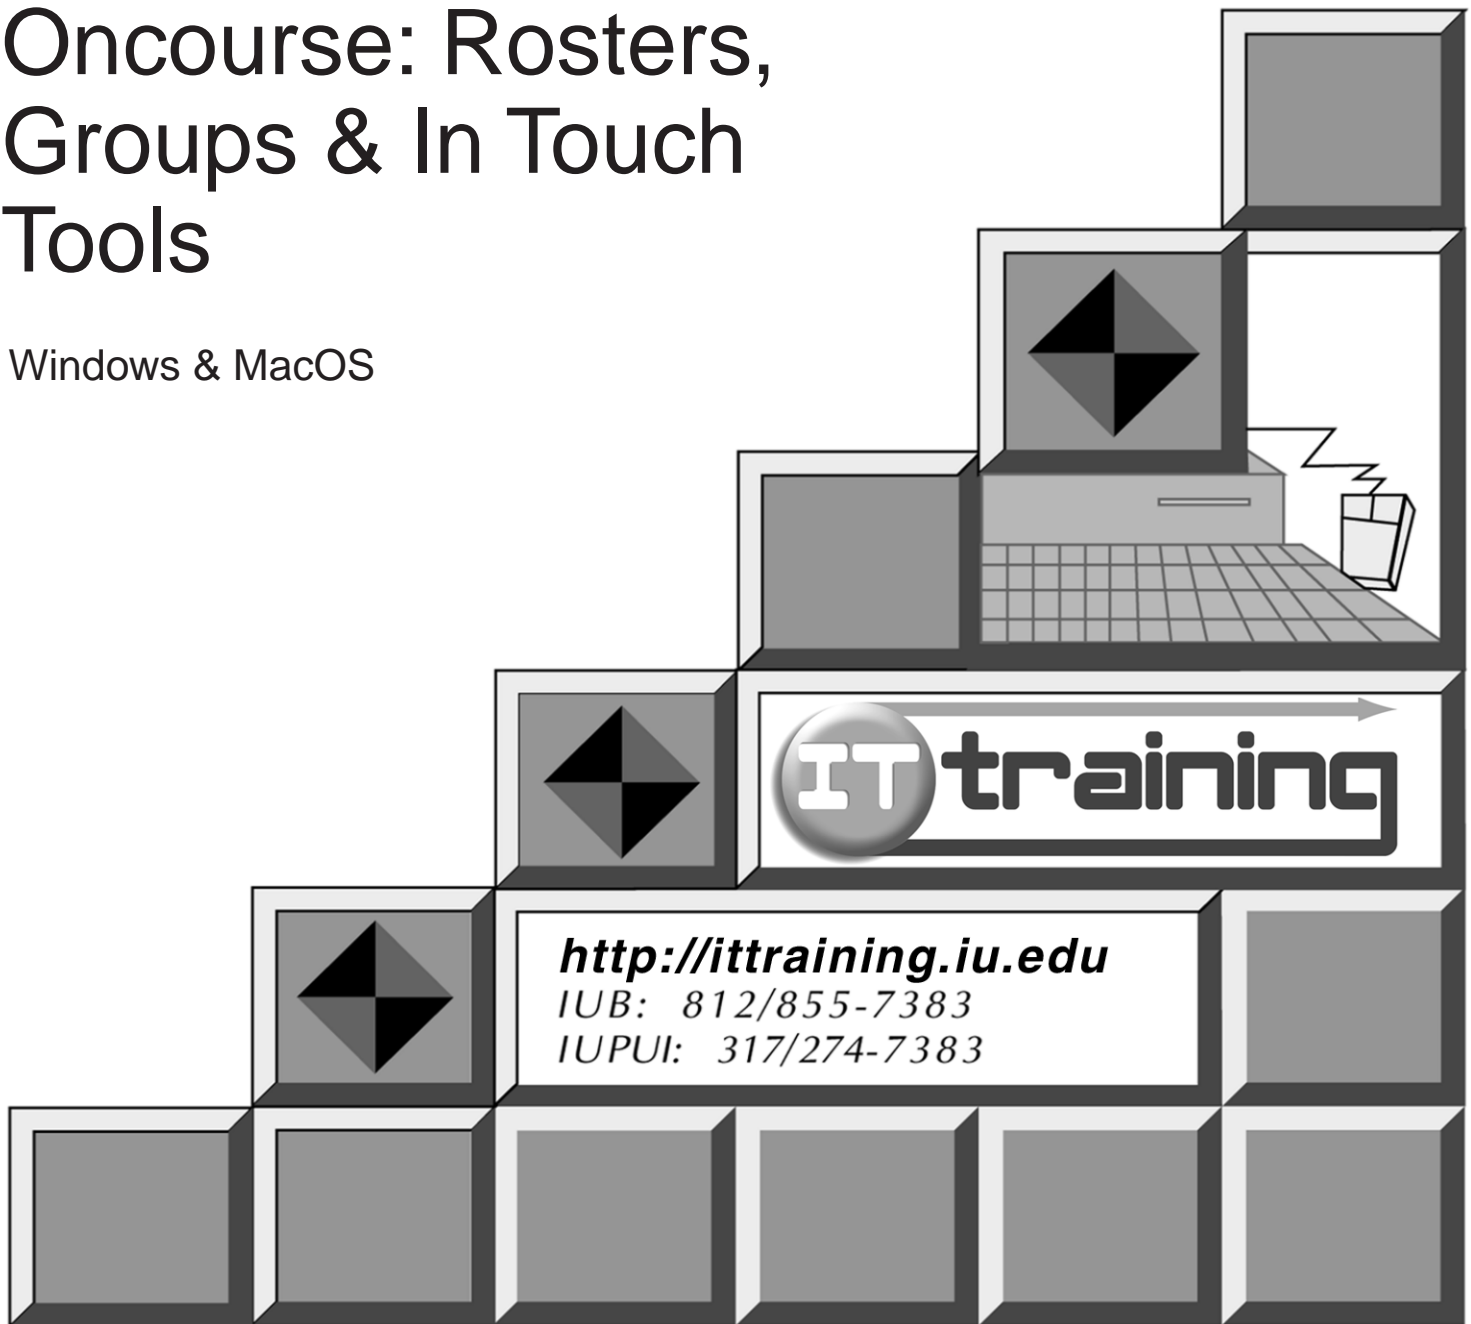 Oncourse: Rosters,
Groups & In Touch
Tools
Windows & MacOS
IT training
http://ittraining.iu.edu
IUB: 812/855-7383
IUPUI: 317/274-7383